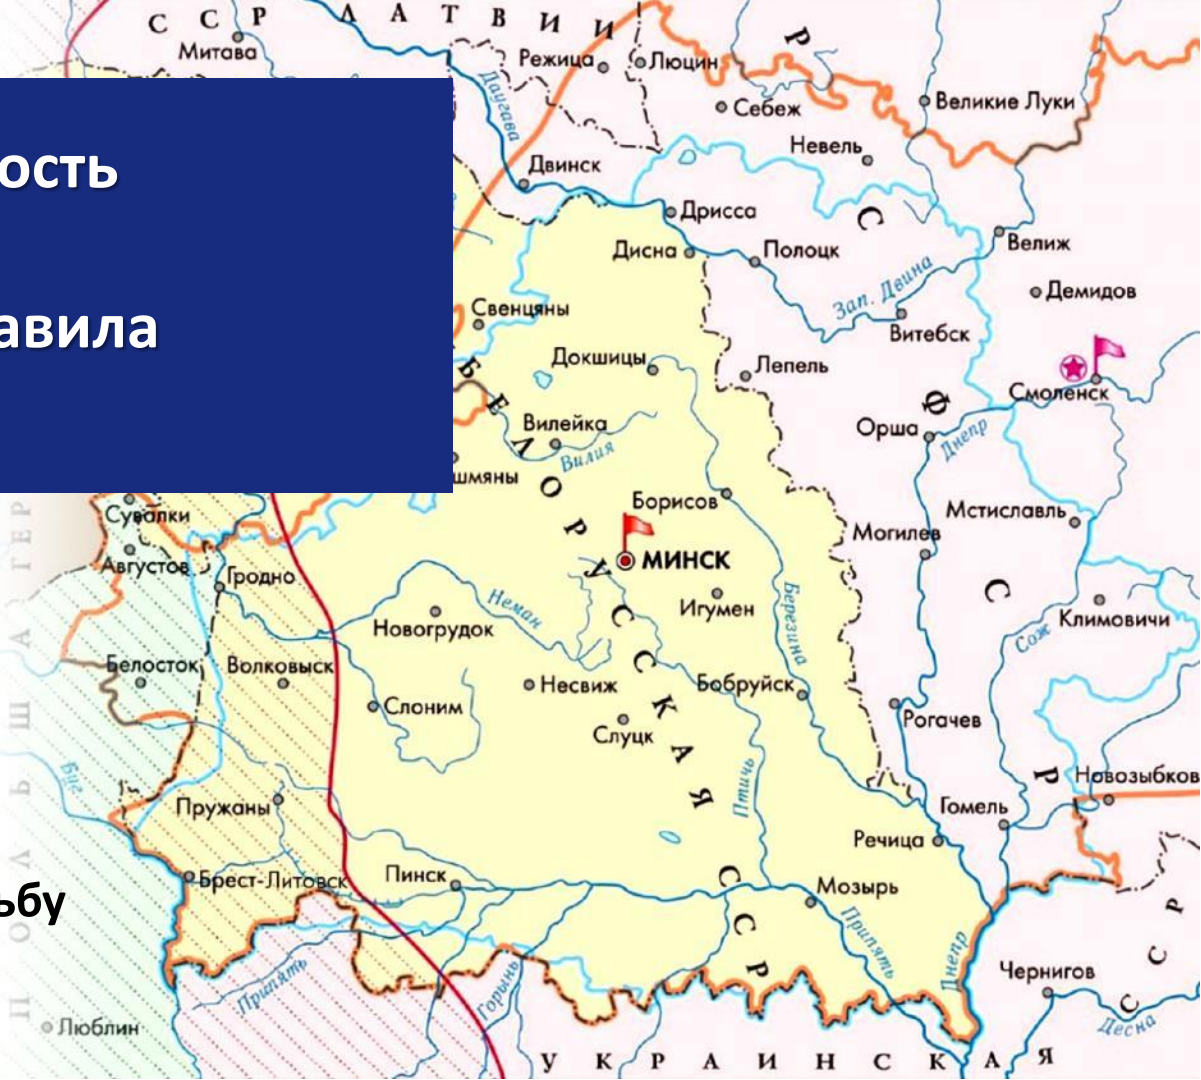 С С Р Л А Т В И И
Митава
Режица
Люцин
Р
Даугава
Себеж
Великие Луки
Невель
ость
Двинск
Дрисса
С
Дисна
Полоцк
Велиж
Зап. Двина
Демидов
Свенцяны
Витебск
авила
Докшицы
Лепель
Смоленск
Ф
Вилейка
Орша
Днепр
Вилия
шмяны
Борисов
Сувалки
Мстиславль
Могилев
МИНСК
Августов
Гродно
Неман
Игумен
Березина
С
Климовичи
Новогрудок
Сож
Белосток
Волковыск
Несвиж
Бобруйск
Слоним
Слуцк
Рогачев
Б Е Л О Р У С С К А Я С С Р
Буг
Птичь
Р
Новозыбков
Пружаны
Гомель
Речица
Брест-Литовск
Пинск
Мозырь
ьбу
Припять
Днепр
Припять
Горынь
Чернигов
Люблин
Десна
П О Л Ь Ш А
ГЕР
У К Р А И Н С К А Я
С С Р